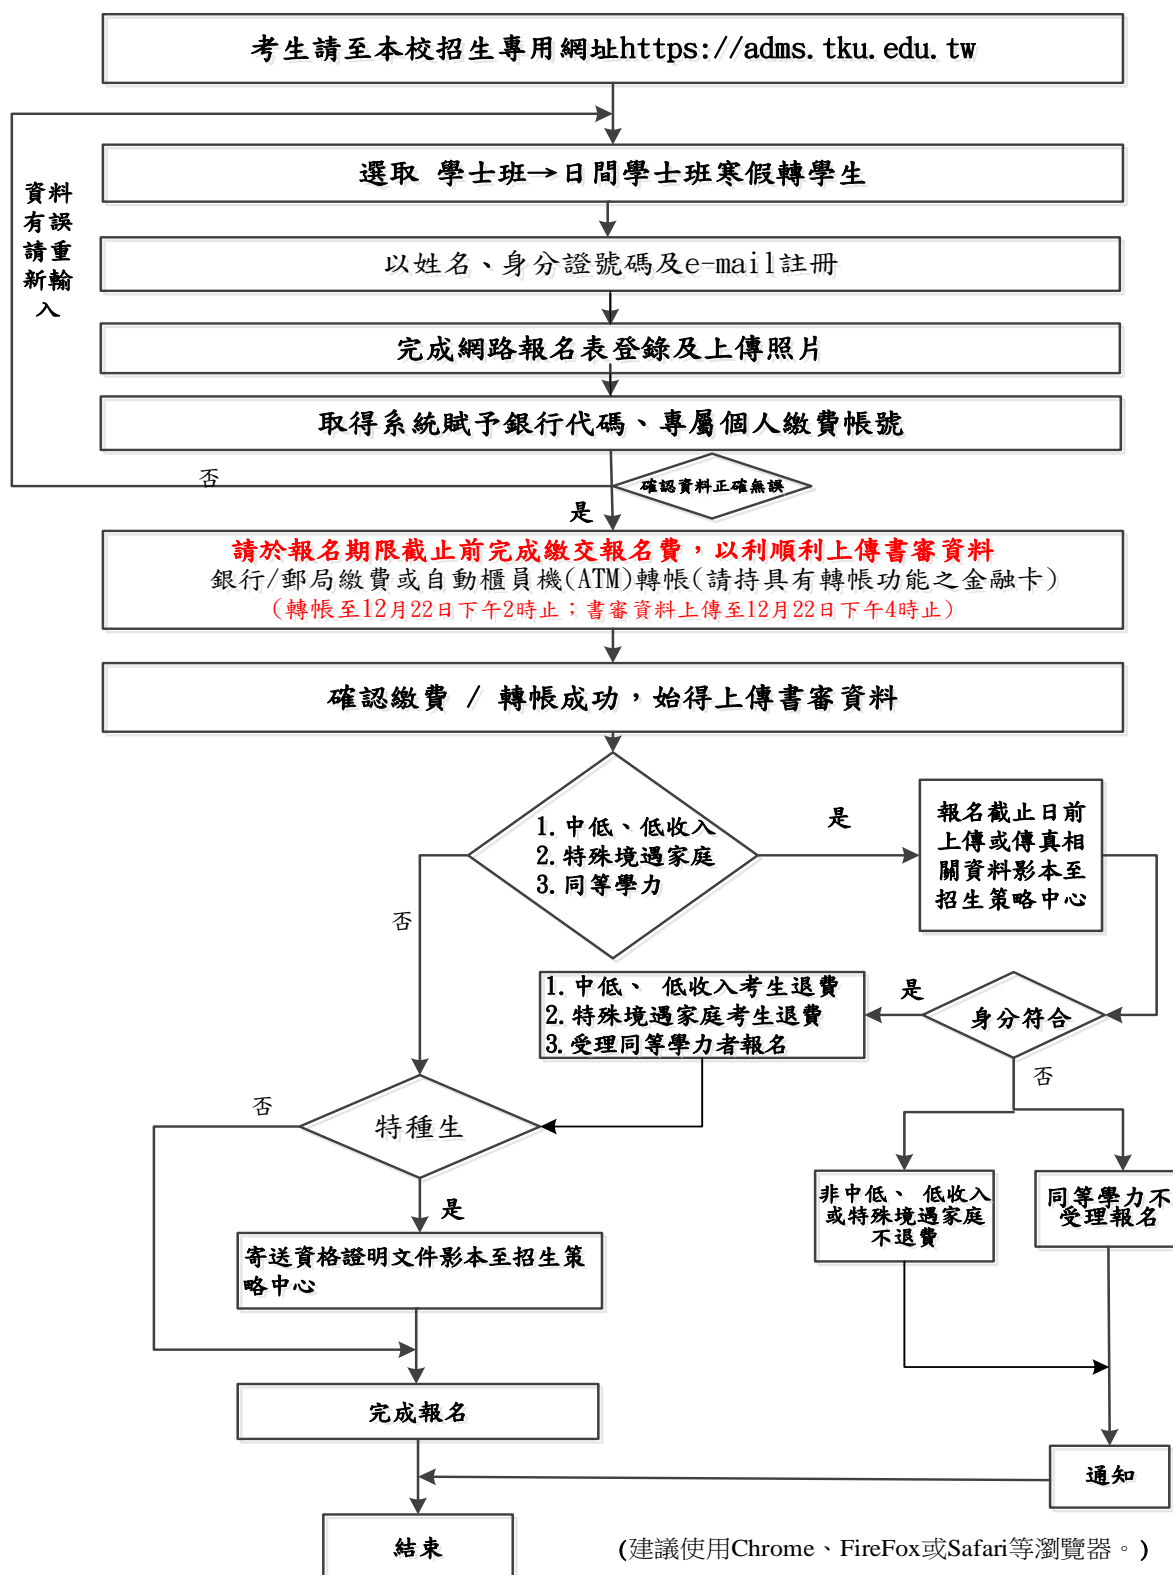 考生請至本校招生專用網址https://adms.tku.edu.tw
選取 學士班→日間學士班寒假轉學生
資料
有誤
請重
新輸
入
以姓名、身分證號碼及e-mail註冊
完成網路報名表登錄及上傳照片
取得系統賦予銀行代碼、專屬個人繳費帳號
否
確認資料正確無誤
是
請於報名期限截止前完成繳交報名費，以利順利上傳書審資料
銀行/郵局繳費或自動櫃員機(ATM)轉帳(請持具有轉帳功能之金融卡)
(轉帳至12月22日下午2時止；書審資料上傳至12月22日下午4時止)
確認繳費 / 轉帳成功，始得上傳書審資料
1.中低、低收入
2.特殊境遇家庭
3.同等學力
是
報名截止日前
上傳或傳真相
關資料影本至
招生策略中心
否
1.中低、 低收入考生退費
2.特殊境遇家庭考生退費
3.受理同等學力者報名
是
身分符合
否
否
特種生
是
非中低、 低收入
或特殊境遇家庭
不退費
同等學力不
受理報名
寄送資格證明文件影本至招生策
略中心
完成報名
通知
結束
(建議使用Chrome、FireFox或Safari等瀏覽器。)